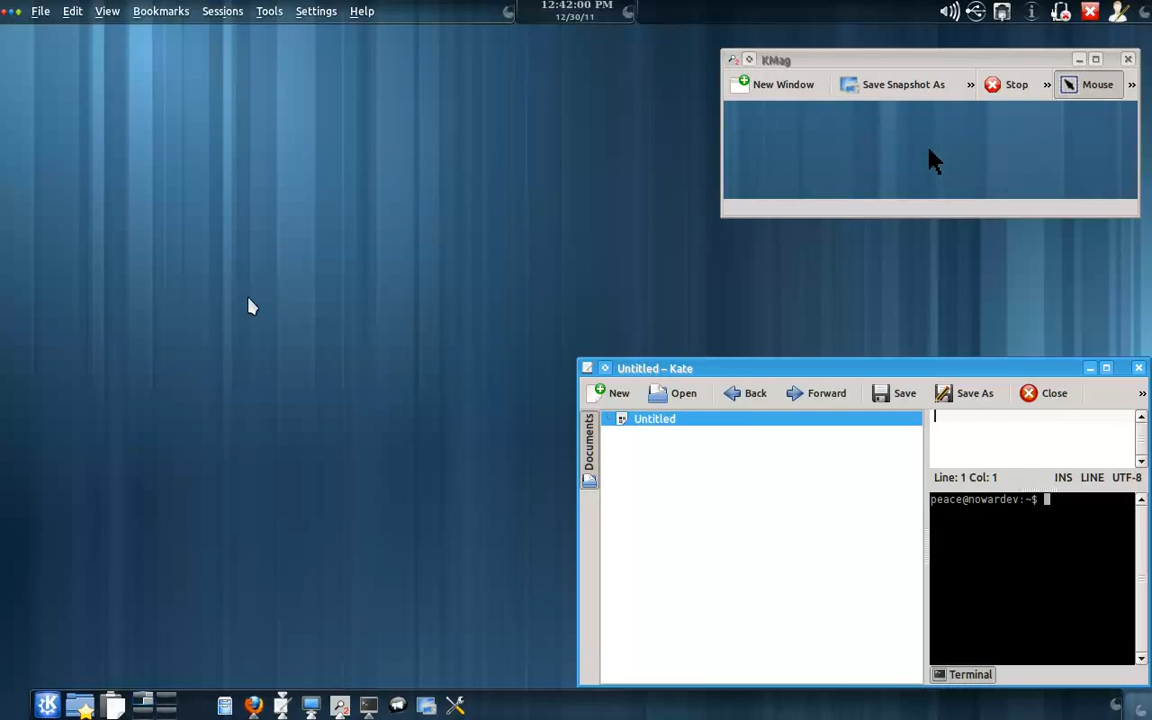 File Edit View Bookmarks Sessions Tools Settings Help
12:42:00 PM
12/30/11
KMag
New Window Save Snapshot As » Stop » Mouse »
Untitled – Kate
New Open Back Forward Save Save As Close »
Documents
Untitled
Line: 1 Col: 1 INS LINE UTF-8
peace@nowardev:~$
Terminal